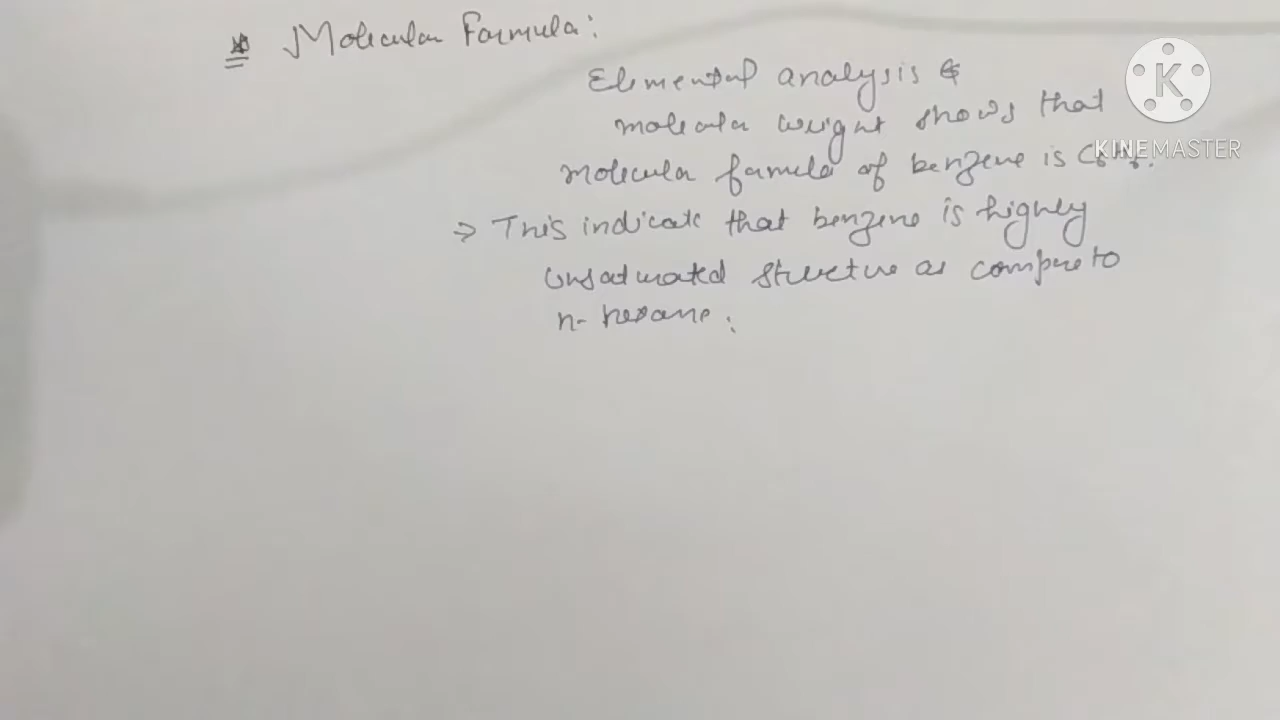 * Molecular Formula:
Elemental analysis &
molecular weight shows that
KINEMASTER
molecular formula of benzene is C6H6.
→ This indicate that benzene is highly
unsaturated structure as compare to
n-hexane.